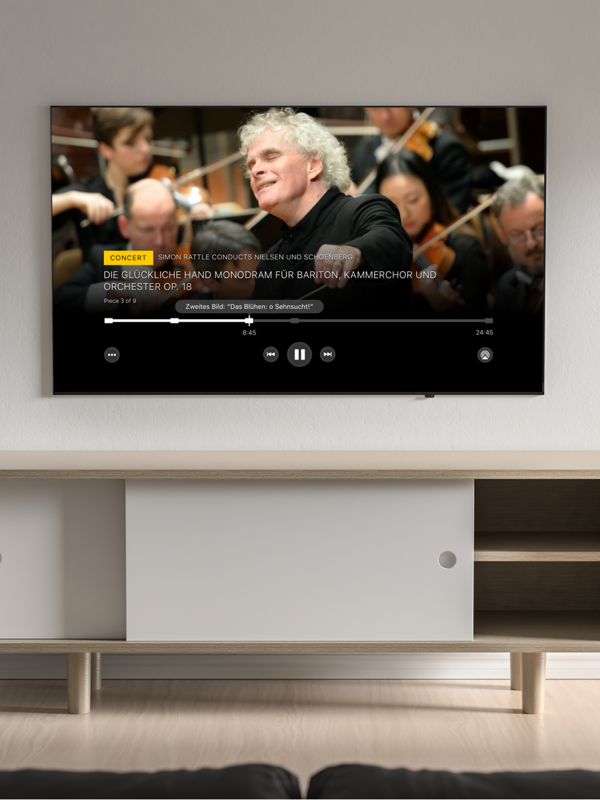 CONCERT SIMON RATTLE CONDUCTS NIELSEN UND SCHOENBERG
DIE GLÜCKLICHE HAND MONODRAM FÜR BARITON, KAMMERCHOR UND
ORCHESTER OP. 18
Piece 3 of 9
Zweites Bild: "Das Blühen: o Sehnsucht!"
8:45
24:45